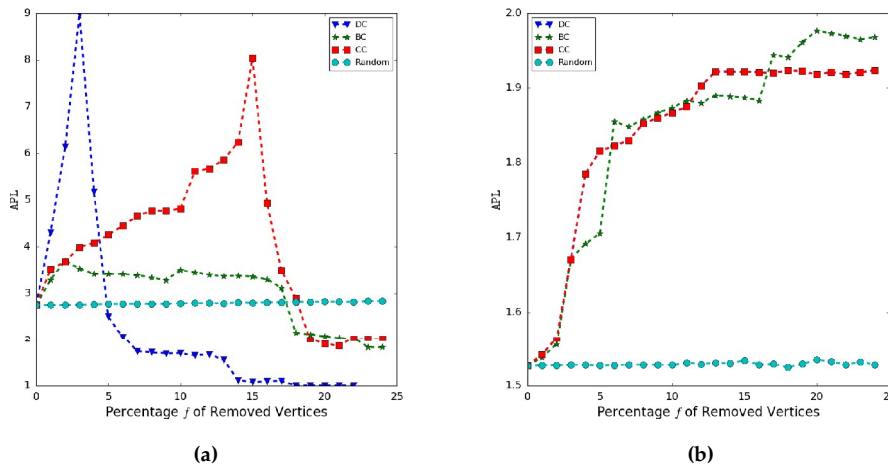 9
8
7
6
5
4
3
2
1
APL
0 5 10 15 20 25
Percentage f of Removed Vertices
DC
BC
CC
Random
(a)
2.0
1.9
1.8
1.7
1.6
1.5
APL
0 5 10 15 20
Percentage f of Removed Vertices
DC
BC
CC
Random
(b)